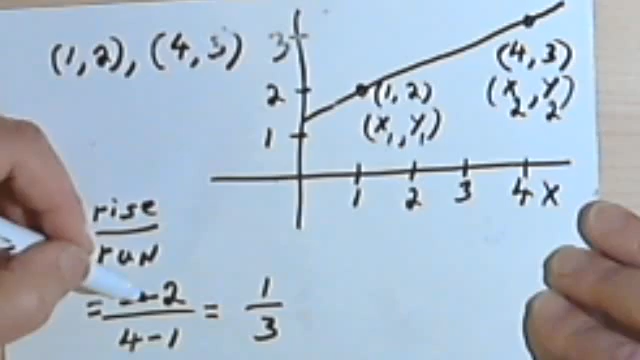 (1,2), (4,3)
3
2
1
(1,2)
(X₁,Y₁)
(4,3)
(X₂,Y₂)
1 2 3 4 X
rise
run
= -2 / 4-1 = 1/3